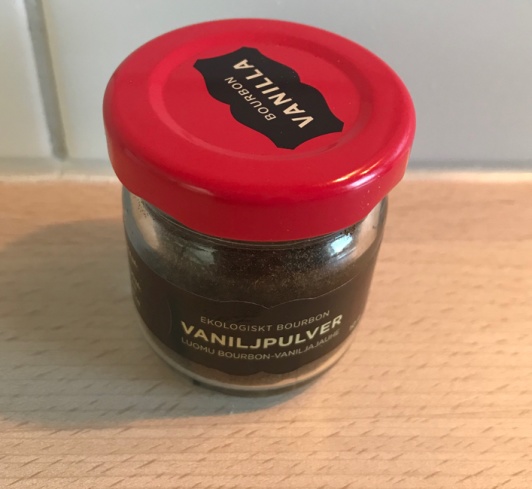 BOURBON
VANILLA
EKOLOGISKT BOURBON
VANILJPULVER
LUOMU BOURBON-VANILJAJAUHE